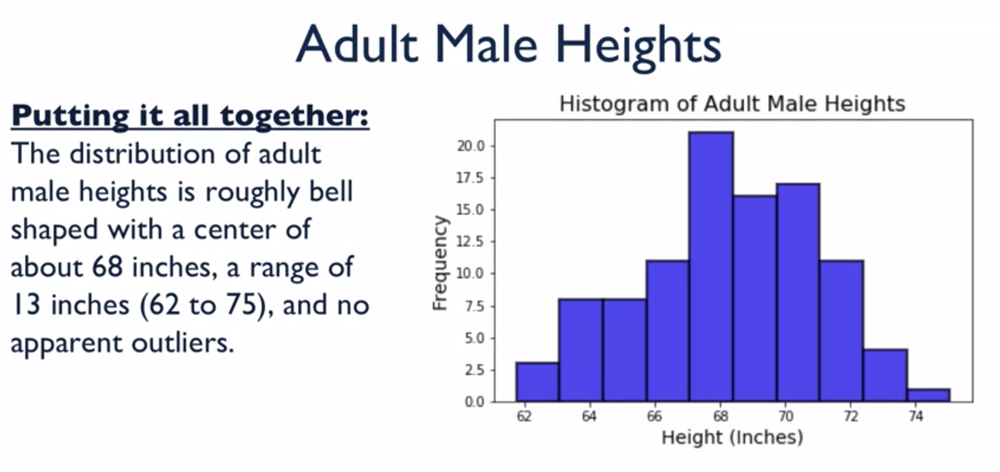 Adult Male Heights
Putting it all together:
The distribution of adult
male heights is roughly bell
shaped with a center of
about 68 inches, a range of
13 inches (62 to 75), and no
apparent outliers.
Histogram of Adult Male Heights
20.0
17.5
15.0
12.5
10.0
7.5
5.0
2.5
0.0
Frequency
62 64 66 68 70 72 74
Height (Inches)